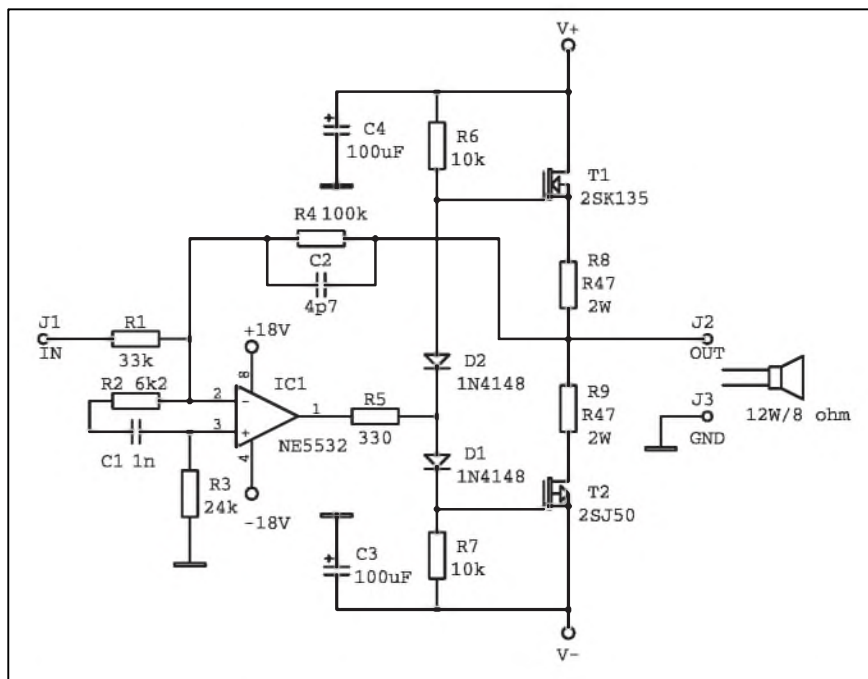 V+
C4
100uF
R6
10k
T1
2SK135
R4 100k
C2
4p7
R8
R47
2W
J1
IN
R1
33k
+18V
J2
OUT
R2 6k2
8
IC1
D2
1N4148
2
-
1
R5
330
3
+
NE5532
C1 1n
4
R9
R47
2W
J3
GND
12W/8 ohm
D1
1N4148
R3
24k
-18V
T2
2SJ50
C3
100uF
+
+
R7
10k
V-